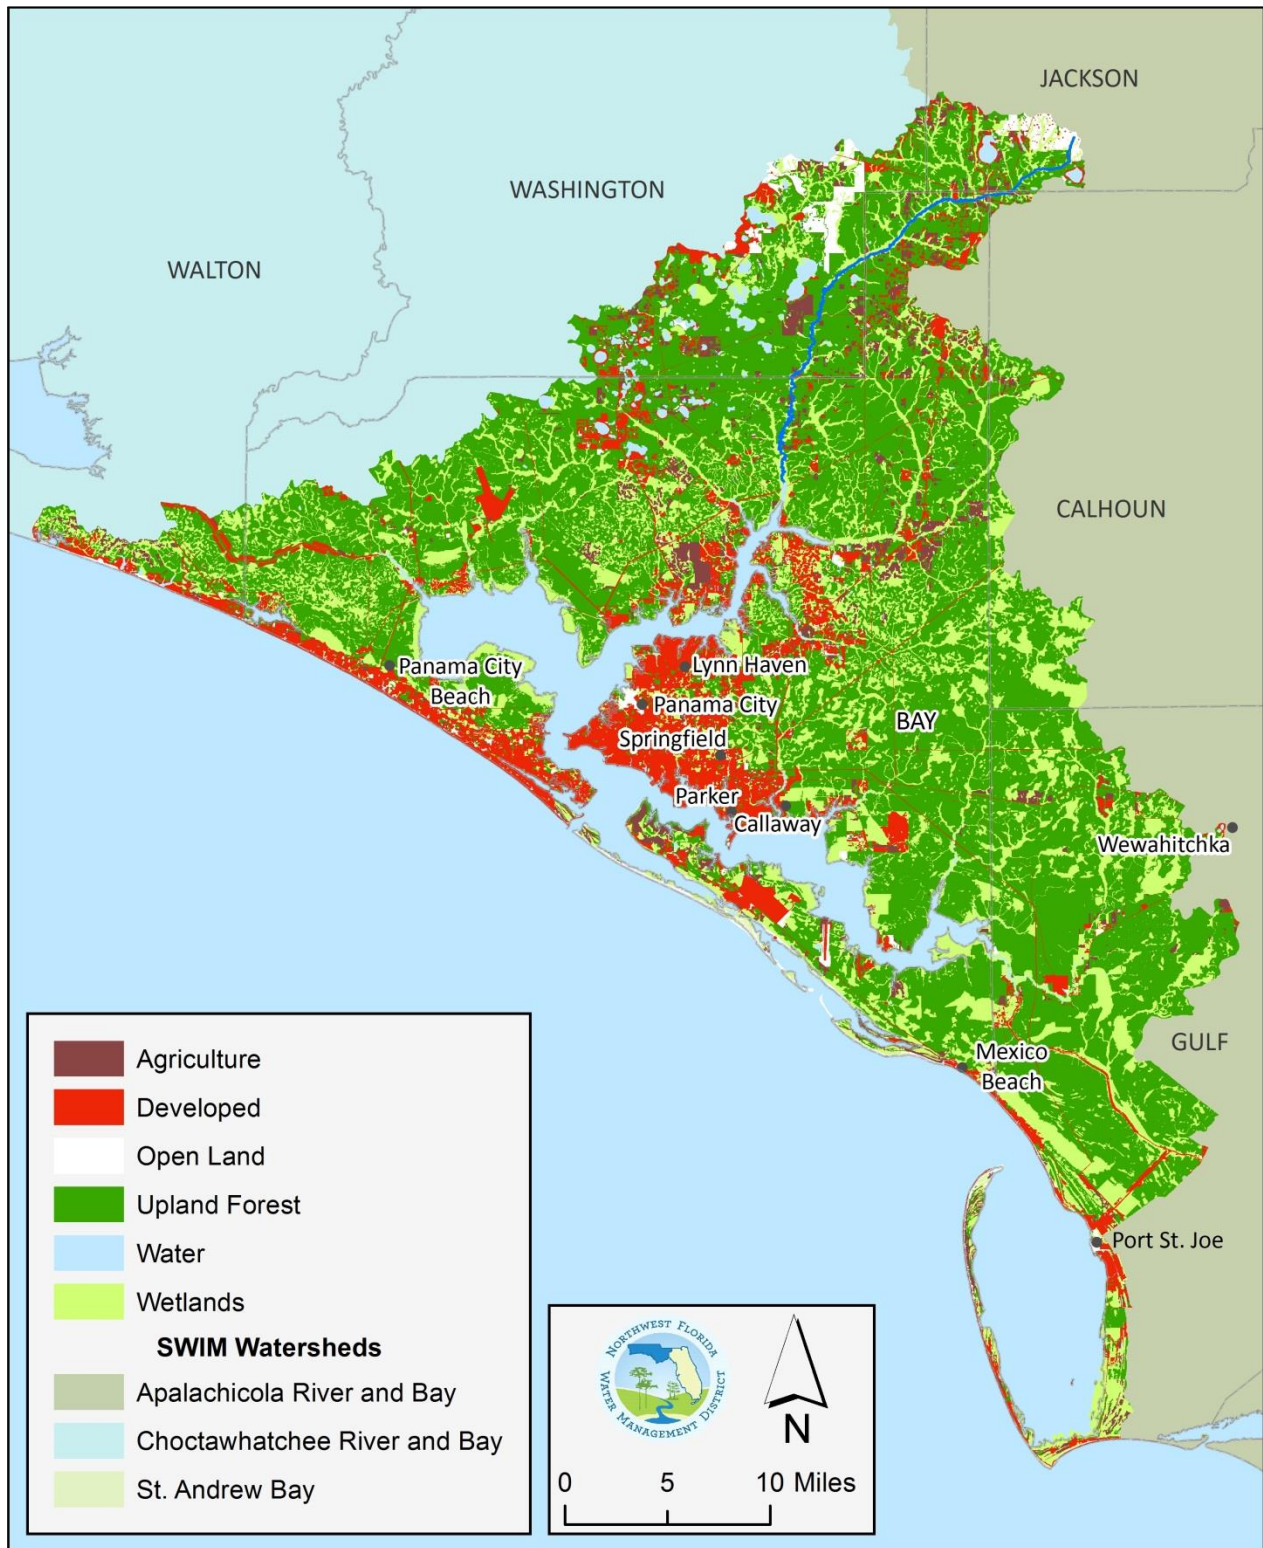 JACKSON
WASHINGTON
WALTON
CALHOUN
Panama City
Beach
Lynn Haven
Panama City
BAY
Springfield
Parker
Callaway
Wewahitchka
GULF
Mexico
Beach
Port St. Joe
Agriculture
Developed
Open Land
Upland Forest
Water
Wetlands
SWIM Watersheds
Apalachicola River and Bay
Choctawhatchee River and Bay
St. Andrew Bay
NORTHWEST FLORIDA
WATER MANAGEMENT DISTRICT
N
0 5 10 Miles